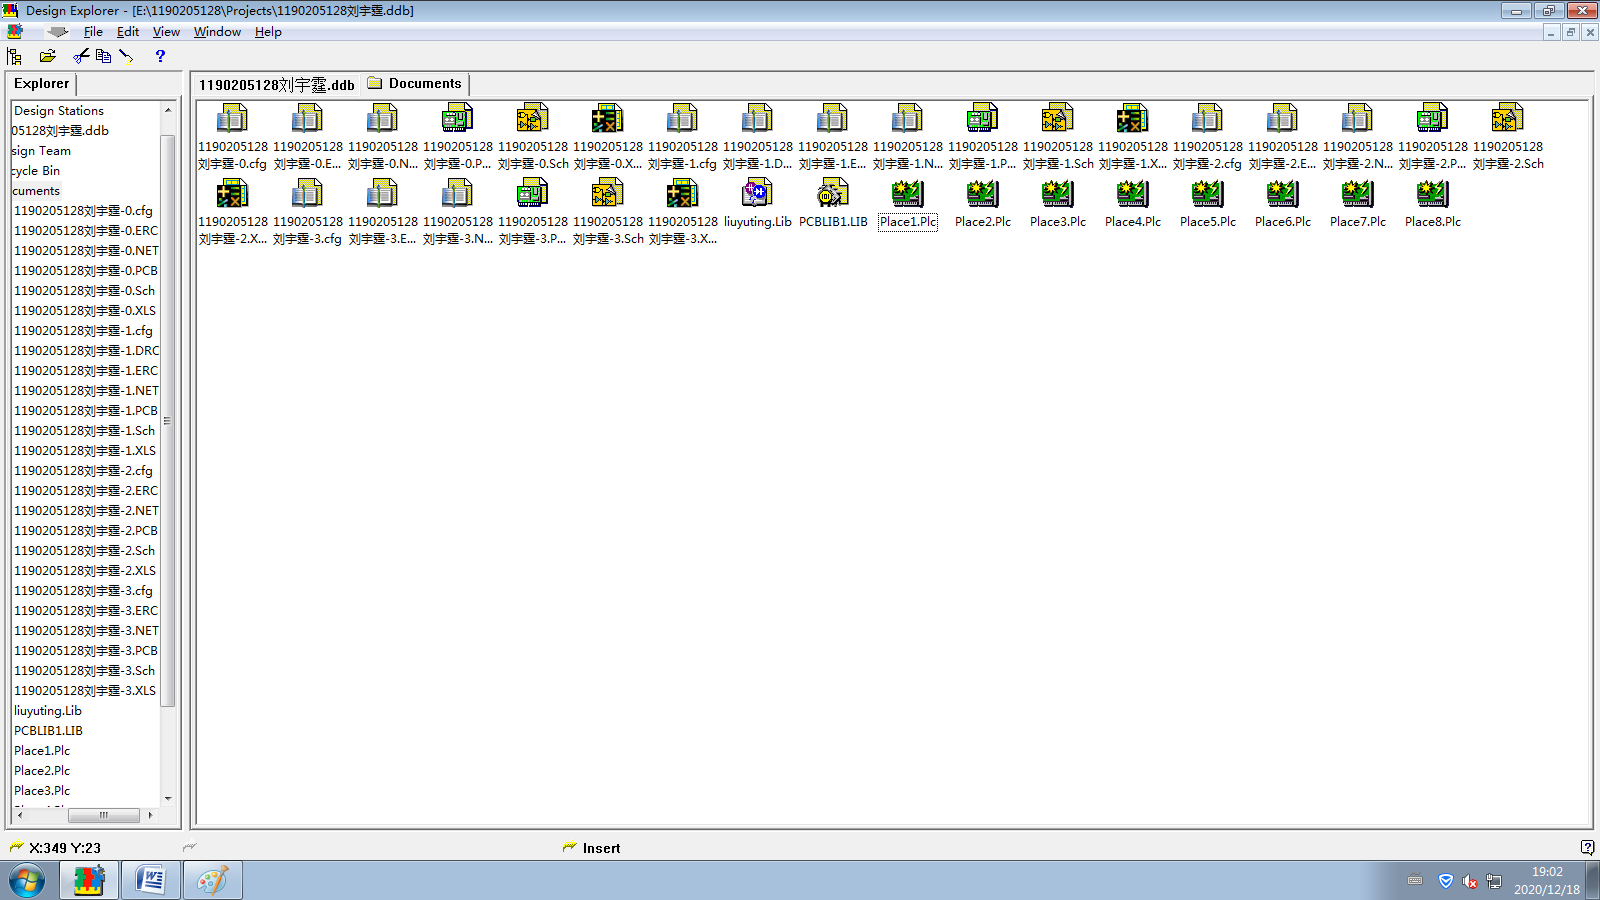 Design Explorer - [E:\1190205128\Projects\1190205128刘宇霆.ddb]
File Edit View Window Help
Explorer
Design Stations
05128刘宇霆.ddb
sign Team
cycle Bin
cuments
1190205128刘宇霆-0.cfg
1190205128刘宇霆-0.ERC
1190205128刘宇霆-0.NET
1190205128刘宇霆-0.PCB
1190205128刘宇霆-0.Sch
1190205128刘宇霆-0.XLS
1190205128刘宇霆-1.cfg
1190205128刘宇霆-1.DRC
1190205128刘宇霆-1.ERC
1190205128刘宇霆-1.NET
1190205128刘宇霆-1.PCB
1190205128刘宇霆-1.Sch
1190205128刘宇霆-1.XLS
1190205128刘宇霆-2.cfg
1190205128刘宇霆-2.ERC
1190205128刘宇霆-2.NET
1190205128刘宇霆-2.PCB
1190205128刘宇霆-2.Sch
1190205128刘宇霆-2.XLS
1190205128刘宇霆-3.cfg
1190205128刘宇霆-3.ERC
1190205128刘宇霆-3.NET
1190205128刘宇霆-3.PCB
1190205128刘宇霆-3.Sch
1190205128刘宇霆-3.XLS
liuyuting.Lib
PCBLIB1.LIB
Place1.Plc
Place2.Plc
Place3.Plc
1190205128刘宇霆.ddb Documents
1190205128 1190205128 1190205128 1190205128 1190205128 1190205128 1190205128 1190205128 1190205128 1190205128 1190205128 1190205128 1190205128 1190205128 1190205128 1190205128 1190205128 1190205128
刘宇霆-0.cfg 刘宇霆-0.E... 刘宇霆-0.N... 刘宇霆-0.P... 刘宇霆-0.Sch 刘宇霆-0.X... 刘宇霆-1.cfg 刘宇霆-1.D... 刘宇霆-1.E... 刘宇霆-1.N... 刘宇霆-1.P... 刘宇霆-1.Sch 刘宇霆-1.X... 刘宇霆-2.cfg 刘宇霆-2.E... 刘宇霆-2.N... 刘宇霆-2.P... 刘宇霆-2.Sch
1190205128 1190205128 1190205128 1190205128 1190205128 1190205128 1190205128 liuyuting.Lib PCBLIB1.LIB Place1.Plc Place2.Plc Place3.Plc Place4.Plc Place5.Plc Place6.Plc Place7.Plc Place8.Plc
刘宇霆-2.X... 刘宇霆-3.cfg 刘宇霆-3.E... 刘宇霆-3.N... 刘宇霆-3.P... 刘宇霆-3.Sch 刘宇霆-3.X...
X:349 Y:23
Insert
19:02
2020/12/18